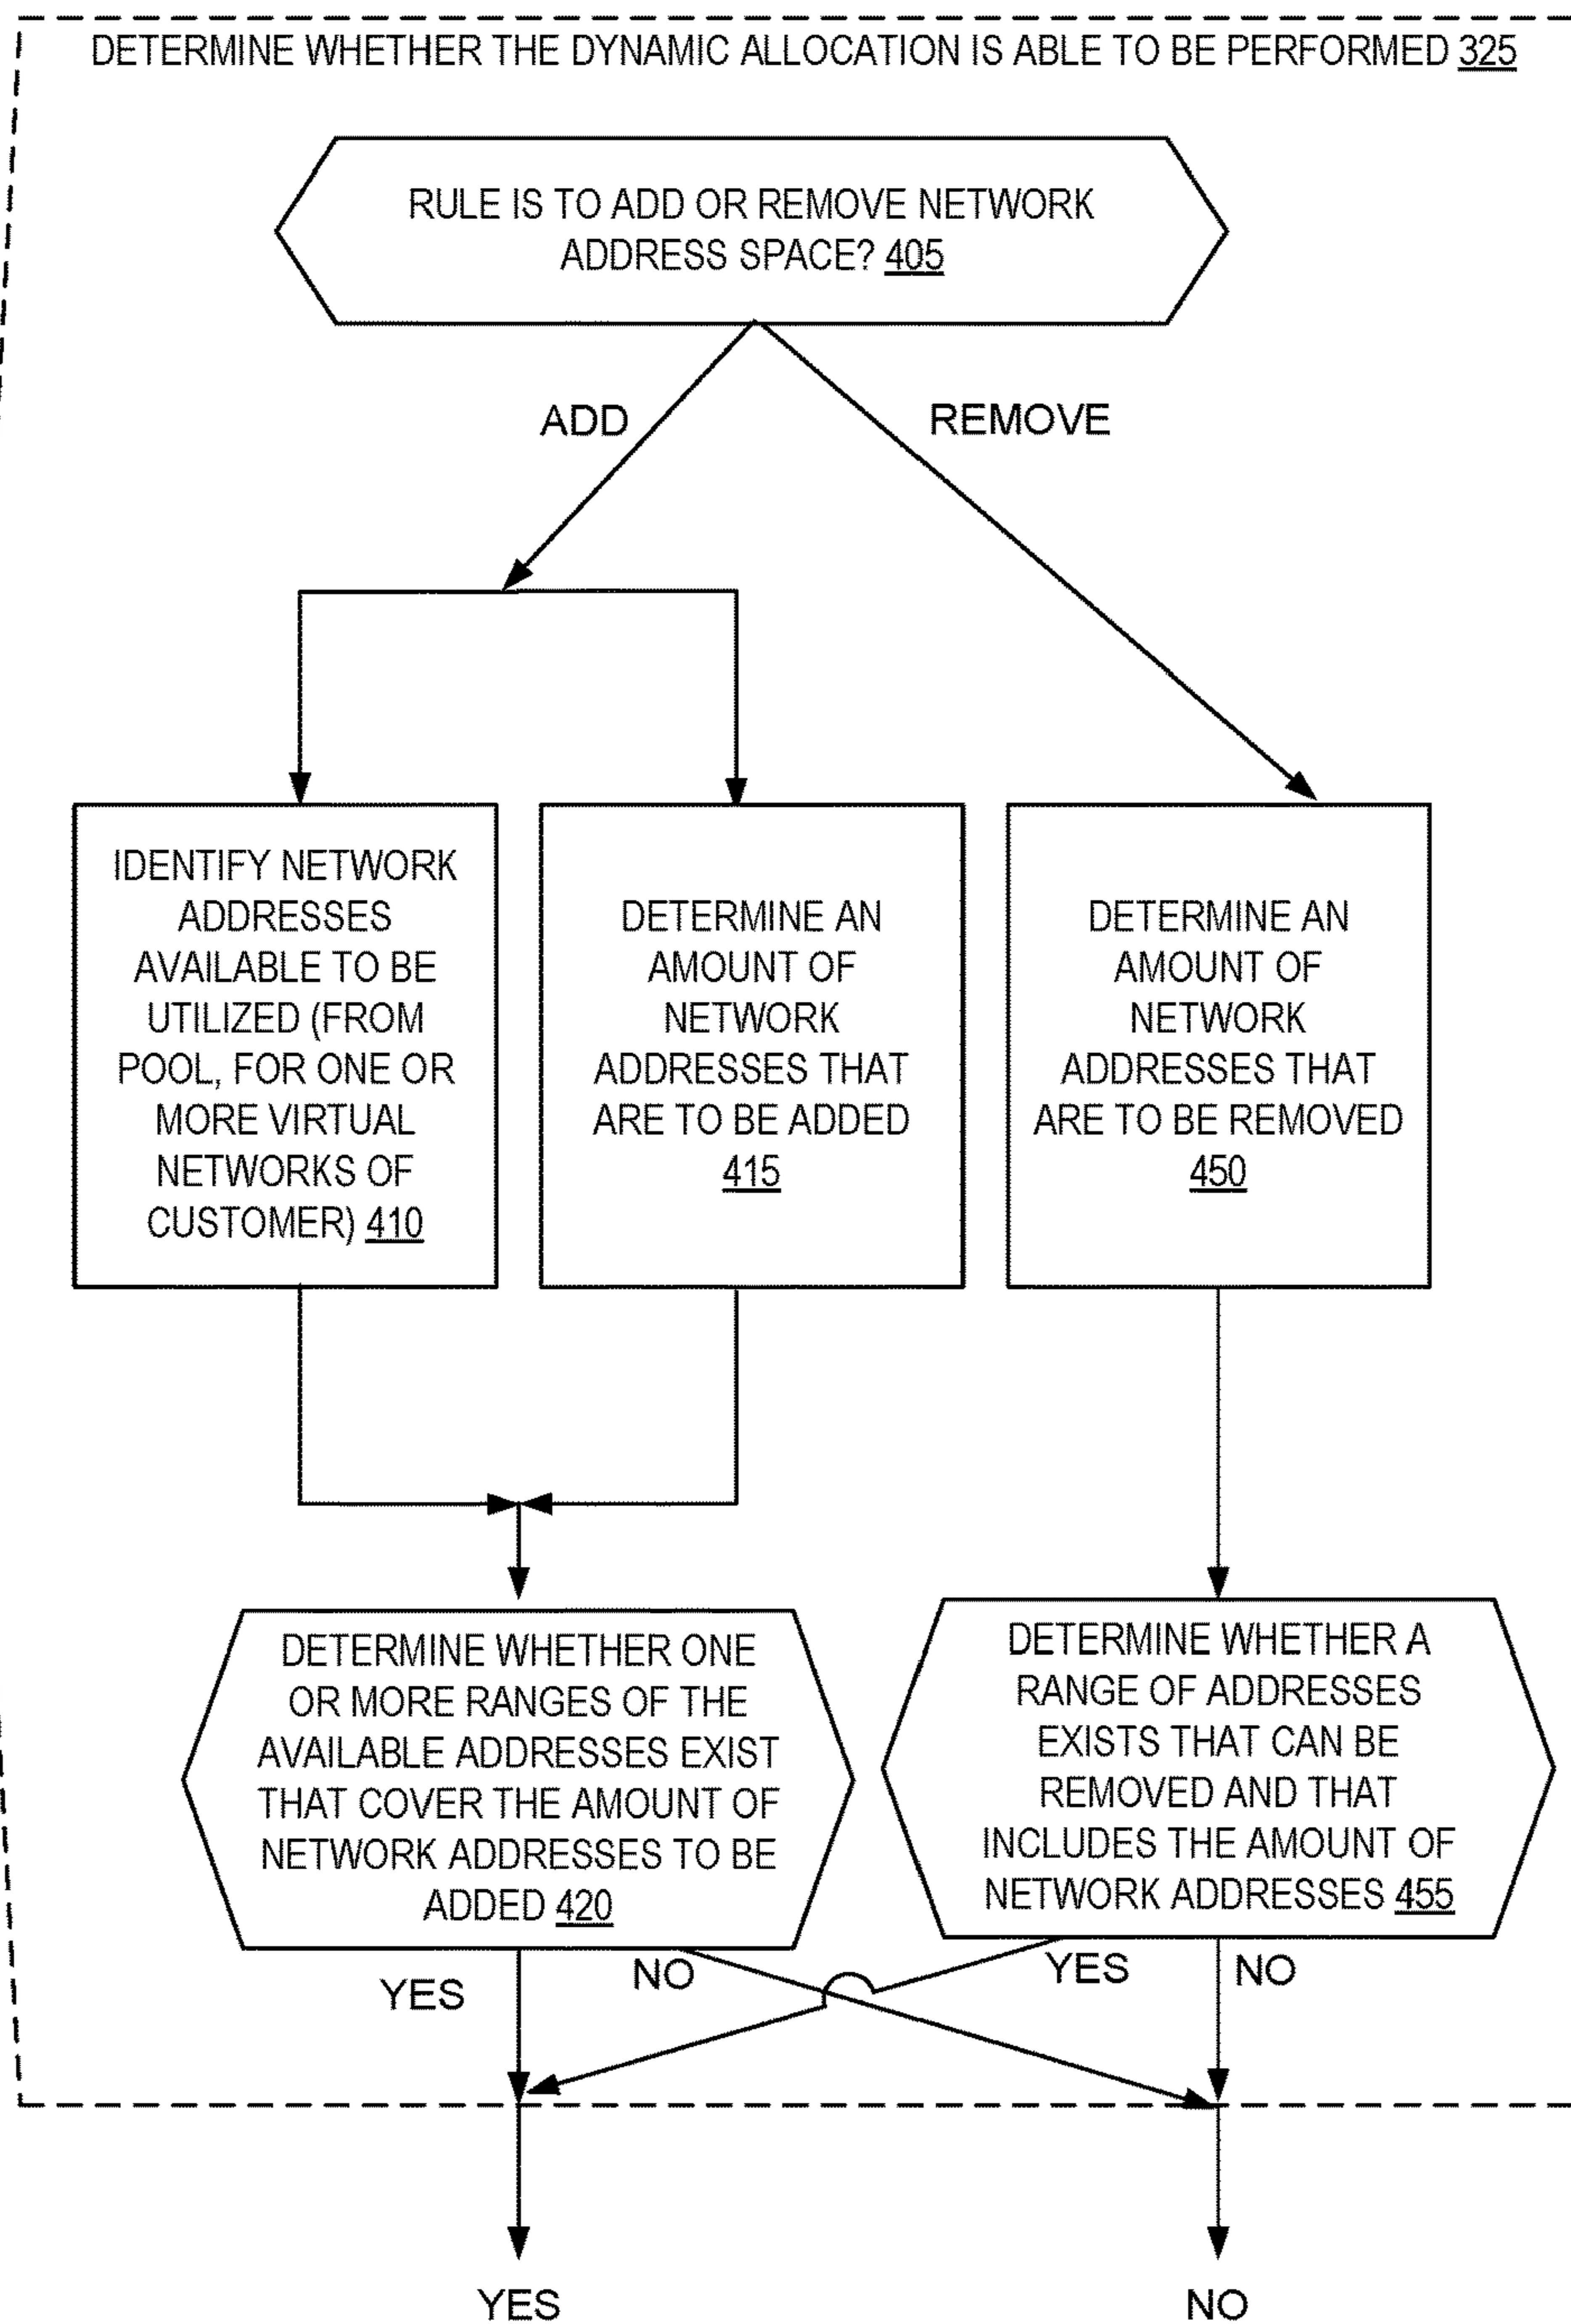 DETERMINE WHETHER THE DYNAMIC ALLOCATION IS ABLE TO BE PERFORMED 325
RULE IS TO ADD OR REMOVE NETWORK
ADDRESS SPACE? 405
ADD
REMOVE
IDENTIFY NETWORK
ADDRESSES
AVAILABLE TO BE
UTILIZED (FROM
POOL, FOR ONE OR
MORE VIRTUAL
NETWORKS OF
CUSTOMER) 410
DETERMINE AN
AMOUNT OF
NETWORK
ADDRESSES THAT
ARE TO BE ADDED
415
DETERMINE AN
AMOUNT OF
NETWORK
ADDRESSES THAT
ARE TO BE REMOVED
450
DETERMINE WHETHER ONE
OR MORE RANGES OF THE
AVAILABLE ADDRESSES EXIST
THAT COVER THE AMOUNT OF
NETWORK ADDRESSES TO BE
ADDED 420
DETERMINE WHETHER A
RANGE OF ADDRESSES
EXISTS THAT CAN BE
REMOVED AND THAT
INCLUDES THE AMOUNT OF
NETWORK ADDRESSES 455
YES
NO
YES
NO
YES
NO